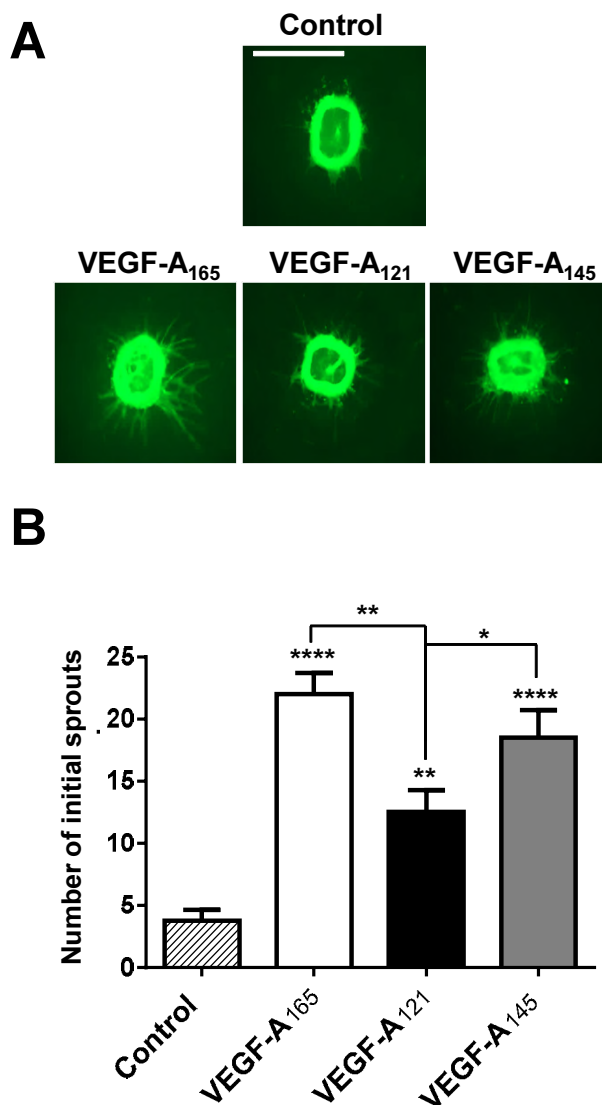 A
Control
VEGF-A165 VEGF-A121 VEGF-A145
B
Number of initial sprouts
25
20
15
10
5
0
**
*
****
**
****
Control
VEGF-A165
VEGF-A121
VEGF-A145